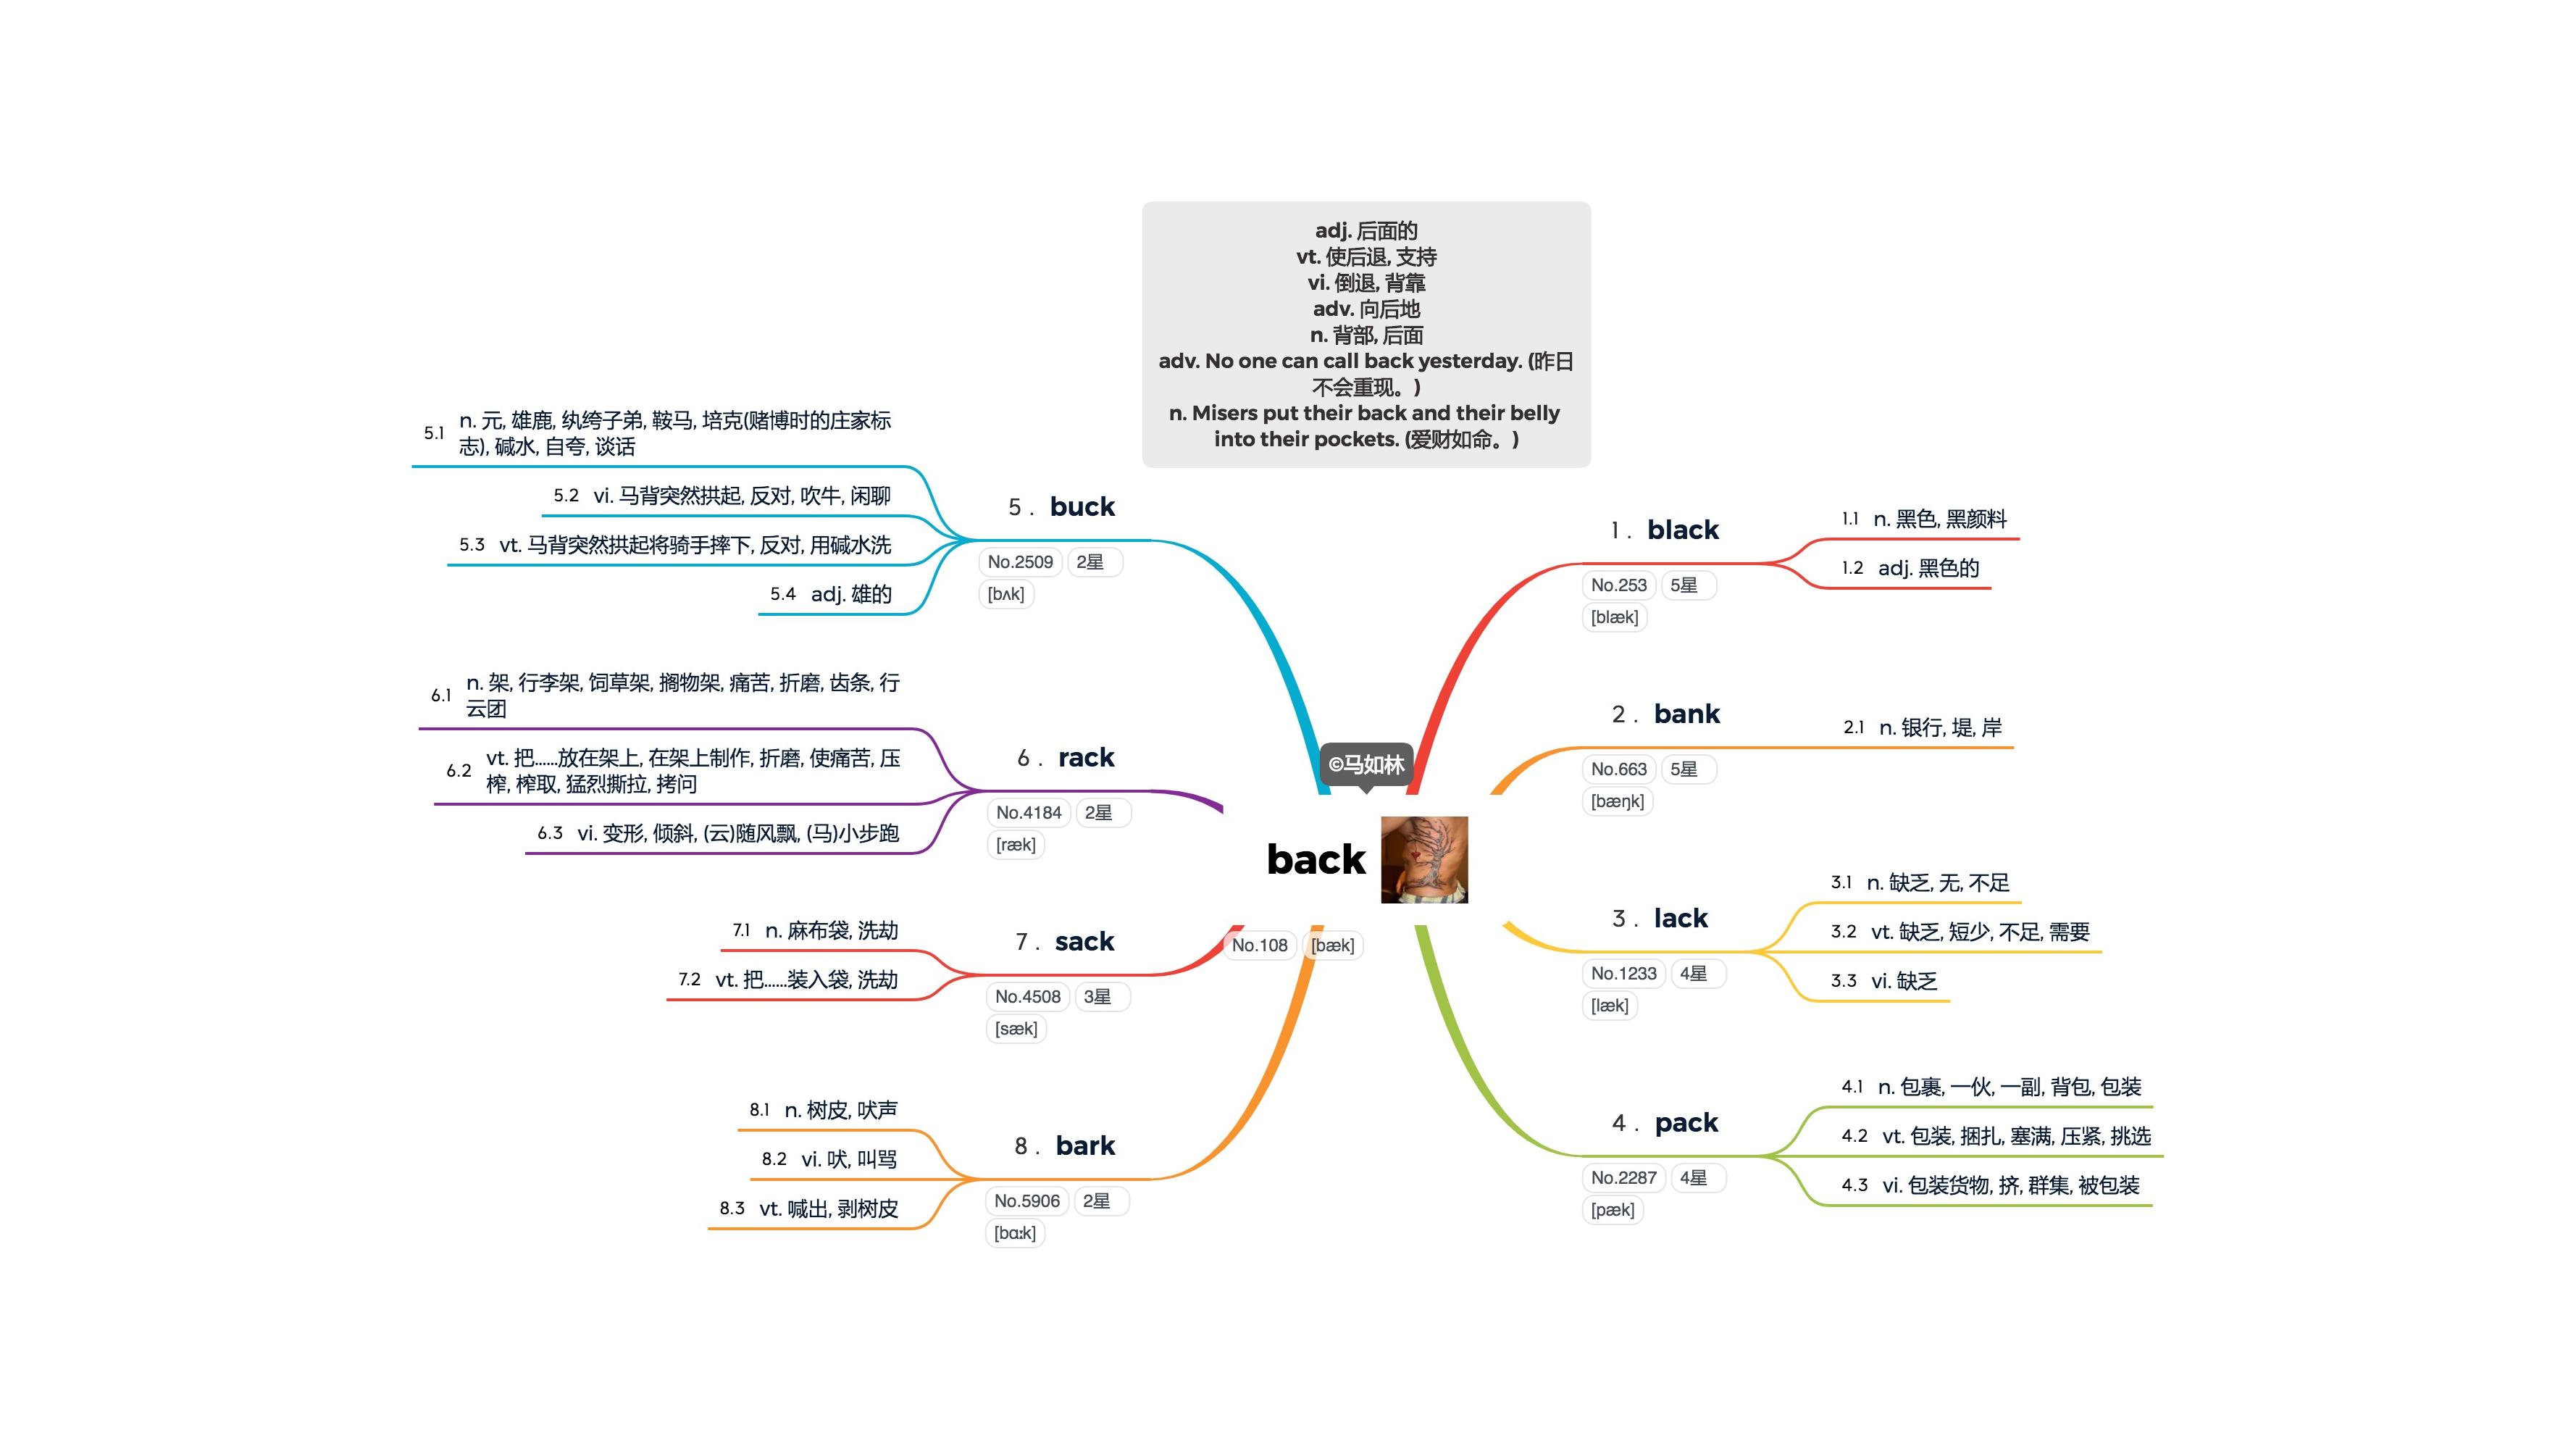 adj. 后面的
vt. 使后退, 支持
vi. 倒退, 背靠
adv. 向后地
n. 背部, 后面
adv. No one can call back yesterday. (昨日
不会重现。)
n. Misers put their back and their belly
into their pockets. (爱财如命。)
©马如林
back
No.108 [bæk]
1. black
No.253 5星
[blæk]
1.1 n. 黑色, 黑颜料
1.2 adj. 黑色的
2. bank
No.663 5星
[bæŋk]
2.1 n. 银行, 堤, 岸
3. lack
No.1233 4星
[læk]
3.1 n. 缺乏, 无, 不足
3.2 vt. 缺乏, 短少, 不足, 需要
3.3 vi. 缺乏
4. pack
No.2287 4星
[pæk]
4.1 n. 包裹, 一伙, 一副, 背包, 包装
4.2 vt. 包装, 捆扎, 塞满, 压紧, 挑选
4.3 vi. 包装货物, 挤, 群集, 被包装
5. buck
No.2509 2星
[bʌk]
5.1 n. 元, 雄鹿, 纨绔子弟, 鞍马, 培克(赌博时的庄家标
志), 碱水, 自夸, 谈话
5.2 vi. 马背突然拱起, 反对, 吹牛, 闲聊
5.3 vt. 马背突然拱起将骑手摔下, 反对, 用碱水洗
5.4 adj. 雄的
6. rack
No.4184 2星
[ræk]
6.1 n. 架, 行李架, 饲草架, 搁物架, 痛苦, 折磨, 齿条, 行
云团
6.2 vt. 把……放在架上, 在架上制作, 折磨, 使痛苦, 压
榨, 榨取, 猛烈撕拉, 拷问
6.3 vi. 变形, 倾斜, (云)随风飘, (马)小步跑
7. sack
No.4508 3星
[sæk]
7.1 n. 麻布袋, 洗劫
7.2 vt. 把……装入袋, 洗劫
8. bark
No.5906 2星
[bɑːk]
8.1 n. 树皮, 吠声
8.2 vi. 吠, 叫骂
8.3 vt. 喊出, 剥树皮